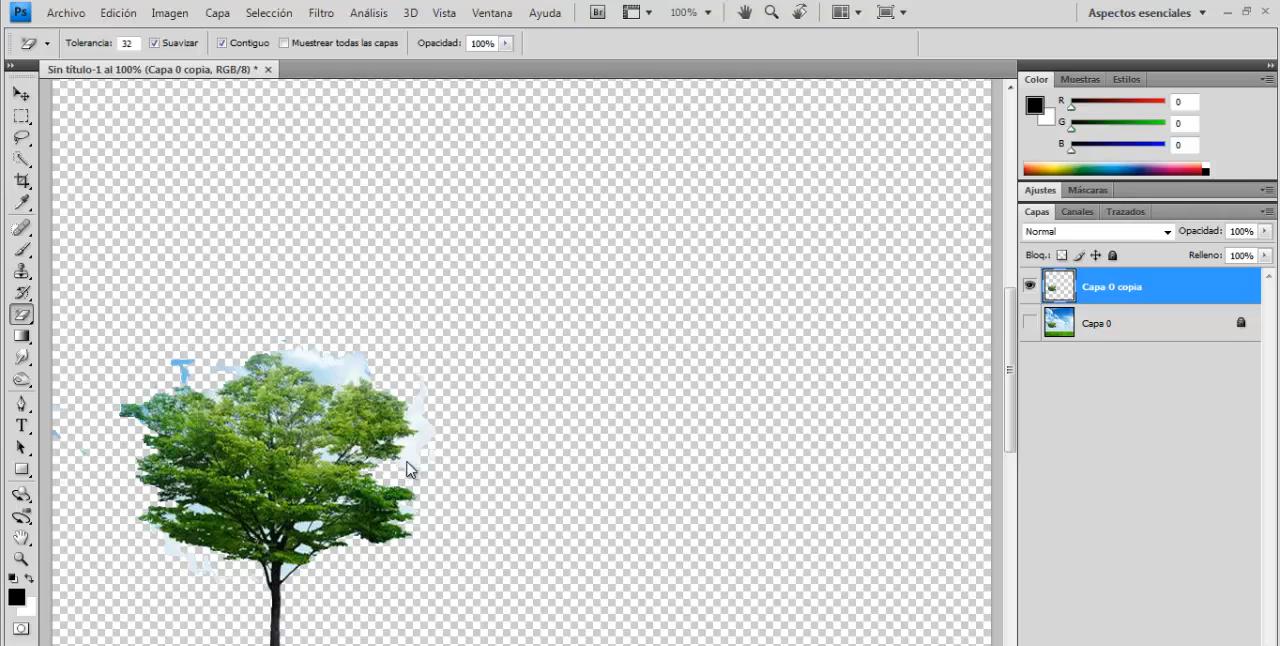 Ps Archivo Edición Imagen Capa Selección Filtro Análisis 3D Vista Ventana Ayuda Br 100% Aspectos esenciales
Tolerancia: 32 Suavizar Contiguo Muestrear todas las capas Opacidad: 100%
Sin título-1 al 100% (Capa 0 copia, RGB/8) *
Color Muestras Estilos
R 0
G 0
B 0
Ajustes Máscaras
Capas Canales Trazados
Normal Opacidad: 100%
Bloq.: Relleno: 100%
Capa 0 copia
Capa 0
T